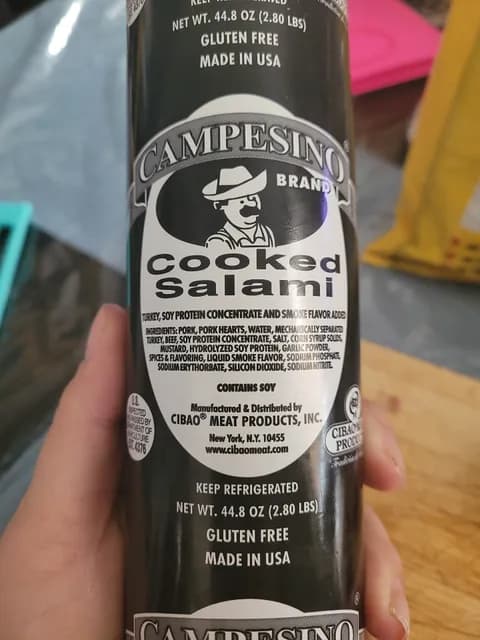 NET WT. 44.8 OZ (2.80 LBS)
GLUTEN FREE
MADE IN USA
CAMPESINO®
BRAND
Cooked
Salami
TURKEY, SOY PROTEIN CONCENTRATE AND SMOKE FLAVOR ADDED
INGREDIENTS: PORK, PORK HEARTS, WATER, MECHANICALLY SEPARATED
TURKEY, BEEF, SOY PROTEIN CONCENTRATE, SALT, CORN SYRUP SOLIDS,
MUSTARD, HYDROLYZED SOY PROTEIN, GARLIC POWDER,
SPICES & FLAVORING, LIQUID SMOKE FLAVOR, SODIUM PHOSPHATE,
SODIUM ERYTHORBATE, SILICON DIOXIDE, SODIUM NITRITE.
CONTAINS SOY
Manufactured & Distributed by
CIBAO® MEAT PRODUCTS, INC.
New York, N.Y. 10455
www.cibaomeat.com
U.S.
CIBAO
PRODU
KEEP REFRIGERATED
NET WT. 44.8 OZ (2.80 LBS)
GLUTEN FREE
MADE IN USA
CAMPESINO®